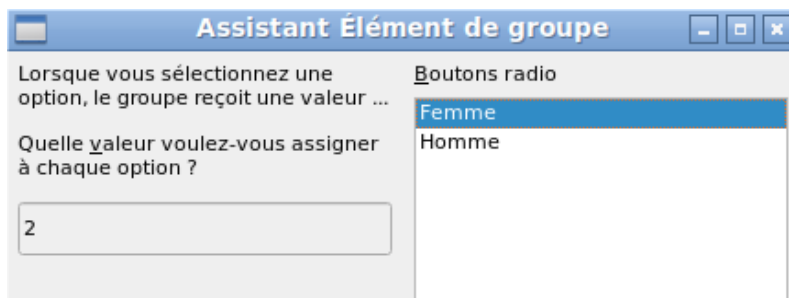 Assistant Élément de groupe
Lorsque vous sélectionnez une
option, le groupe reçoit une valeur ...
Quelle valeur voulez-vous assigner
à chaque option ?
2
Boutons radio
Femme
Homme